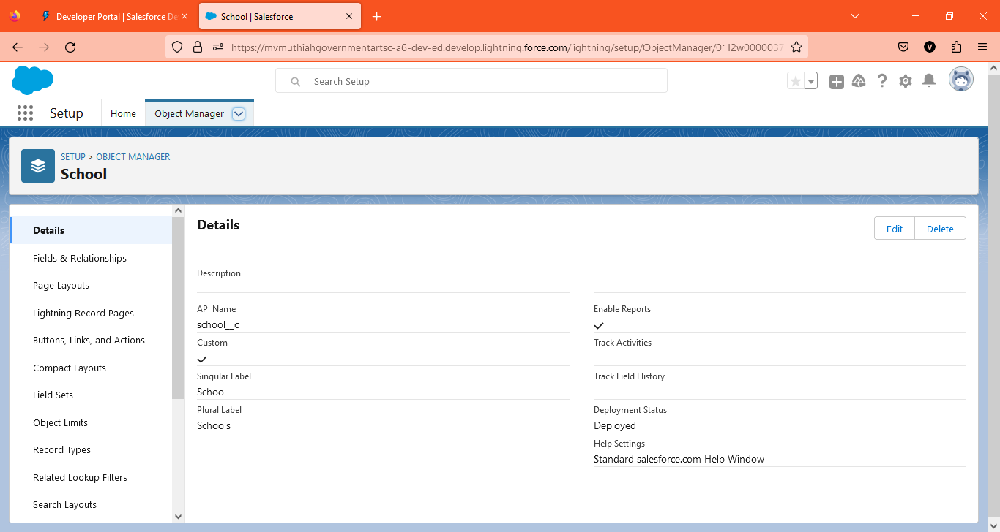 Developer Portal | Salesforce De
School | Salesforce
https://mvmuthiahgovernmentartsc-a6-dev-ed.develop.lightning.force.com/lightning/setup/ObjectManager/01I2w0000037
V
Search Setup
Setup
Home
Object Manager
SETUP > OBJECT MANAGER
School
Details
Fields & Relationships
Page Layouts
Lightning Record Pages
Buttons, Links, and Actions
Compact Layouts
Field Sets
Object Limits
Record Types
Related Lookup Filters
Search Layouts
Details
Edit
Delete
Description
API Name
school__c
Custom
Singular Label
School
Plural Label
Schools
Enable Reports
Track Activities
Track Field History
Deployment Status
Deployed
Help Settings
Standard salesforce.com Help Window